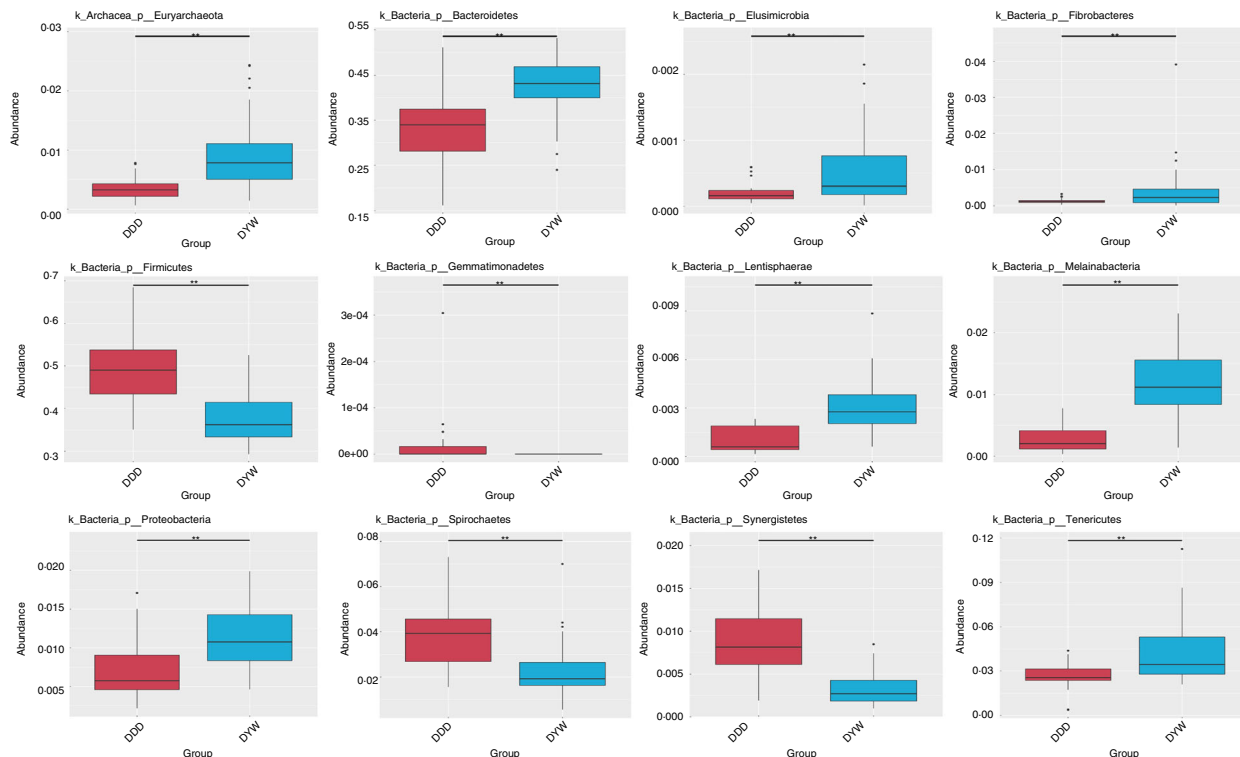 k_Archacea_p__Euryarchaeota
0·03
0·02
0·01
0·00
Abundance
**
DDD
DYW
Group
k_Bacteria_p__Bacteroidetes
0·55
0·45
0·35
0·25
0·15
Abundance
**
DDD
DYW
Group
k_Bacteria_p__Elusimicrobia
0·002
0·001
0·000
Abundance
**
DDD
DYW
Group
k_Bacteria_p__Fibrobacteres
0·04
0·03
0·02
0·01
0·00
Abundance
**
DDD
DYW
Group
k_Bacteria_p__Firmicutes
0·7
0·6
0·5
0·4
0·3
Abundance
**
DDD
DYW
Group
k_Bacteria_p__Gemmatimonadetes
3e-04
2e-04
1e-04
0e+00
Abundance
**
DDD
DYW
Group
k_Bacteria_p__Lentisphaerae
0·009
0·006
0·003
0·000
Abundance
**
DDD
DYW
Group
k_Bacteria_p__Melainabacteria
0·02
0·01
0·00
Abundance
**
DDD
DYW
Group
k_Bacteria_p__Proteobacteria
0·020
0·015
0·010
0·005
Abundance
**
DDD
DYW
Group
k_Bacteria_p__Spirochaetes
0·08
0·06
0·04
0·02
Abundance
**
DDD
DYW
Group
k_Bacteria_p__Synergistetes
0·020
0·015
0·010
0·005
0·000
Abundance
**
DDD
DYW
Group
k_Bacteria_p__Tenericutes
0·12
0·09
0·06
0·03
0·00
Abundance
**
DDD
DYW
Group